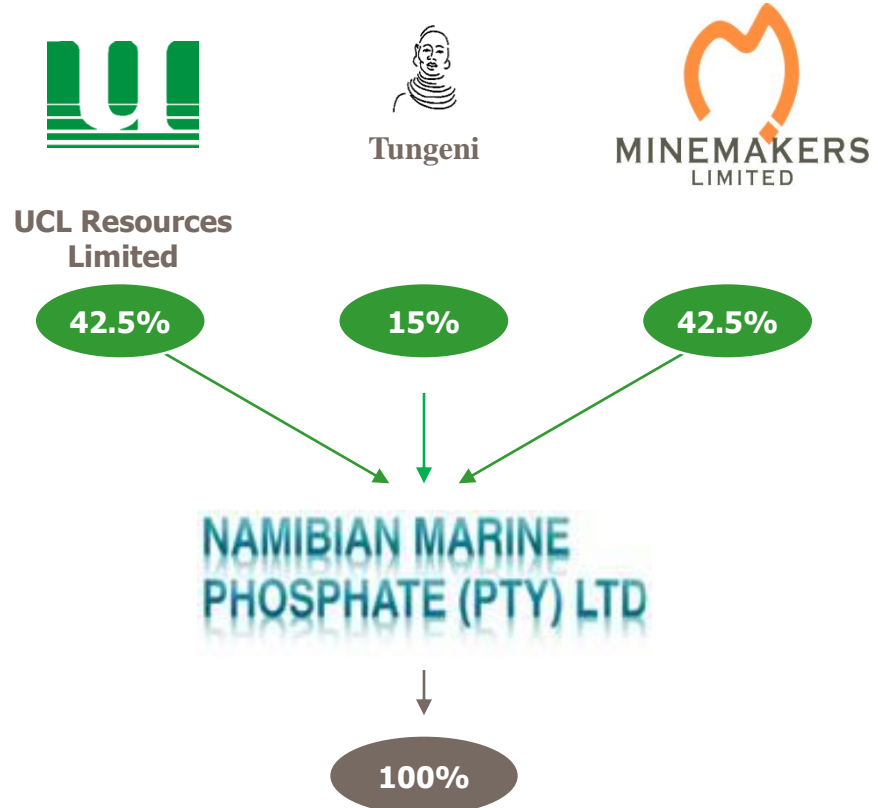 Tungeni
MINEMAKERS
LIMITED
UCL Resources
Limited
42.5%
15%
42.5%
NAMIBIAN MARINE
PHOSPHATE (PTY) LTD
100%